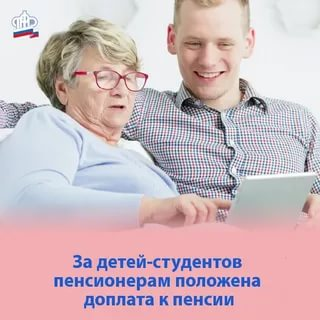 За детей-студентов
пенсионерам положена
доплата к пенсии